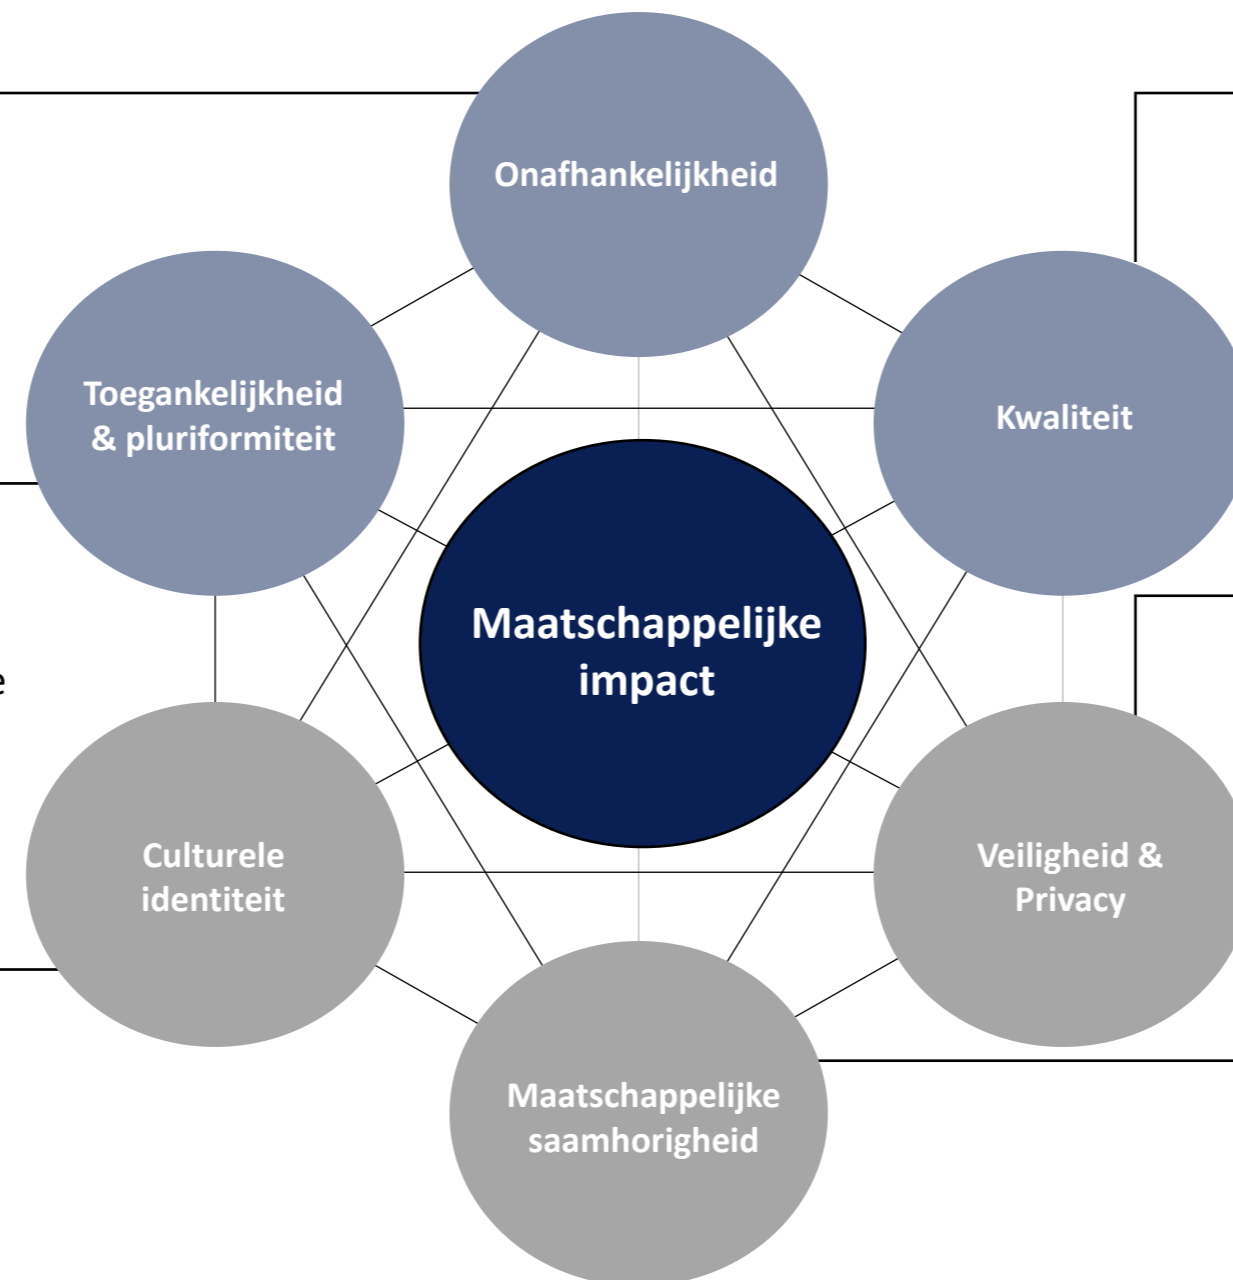 Onafhankelijkheid
Toegankelijkheid
& pluriformiteit
Kwaliteit
Maatschappelijke
impact
e
Culturele
identiteit
Veiligheid &
Privacy
Maatschappelijke
saamhorigheid